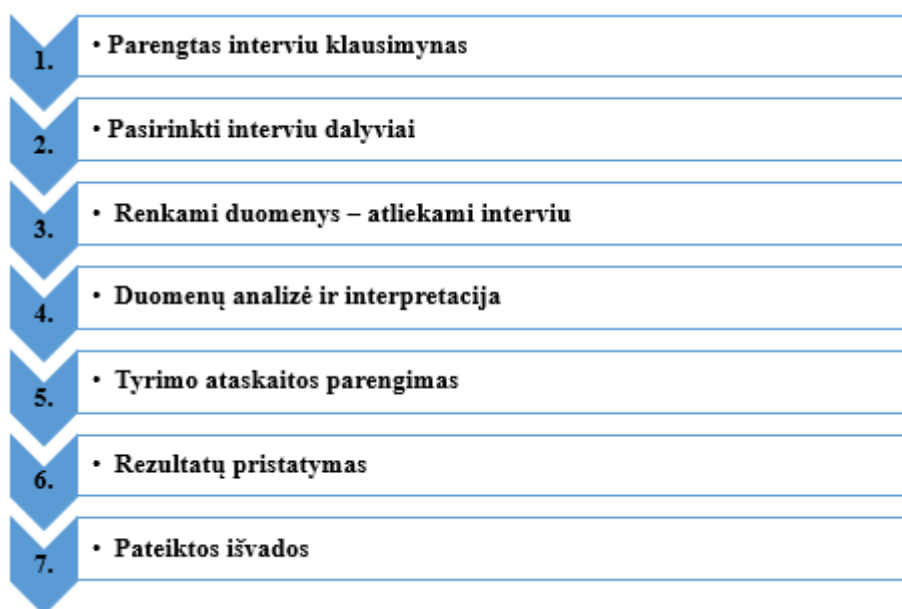 1. • Parengtas interviu klausimynas
2. • Pasirinkti interviu dalyviai
3. • Renkami duomenys – atliekami interviu
4. • Duomenų analizė ir interpretacija
5. • Tyrimo ataskaitos parengimas
6. • Rezultatų pristatymas
7. • Pateiktos išvados